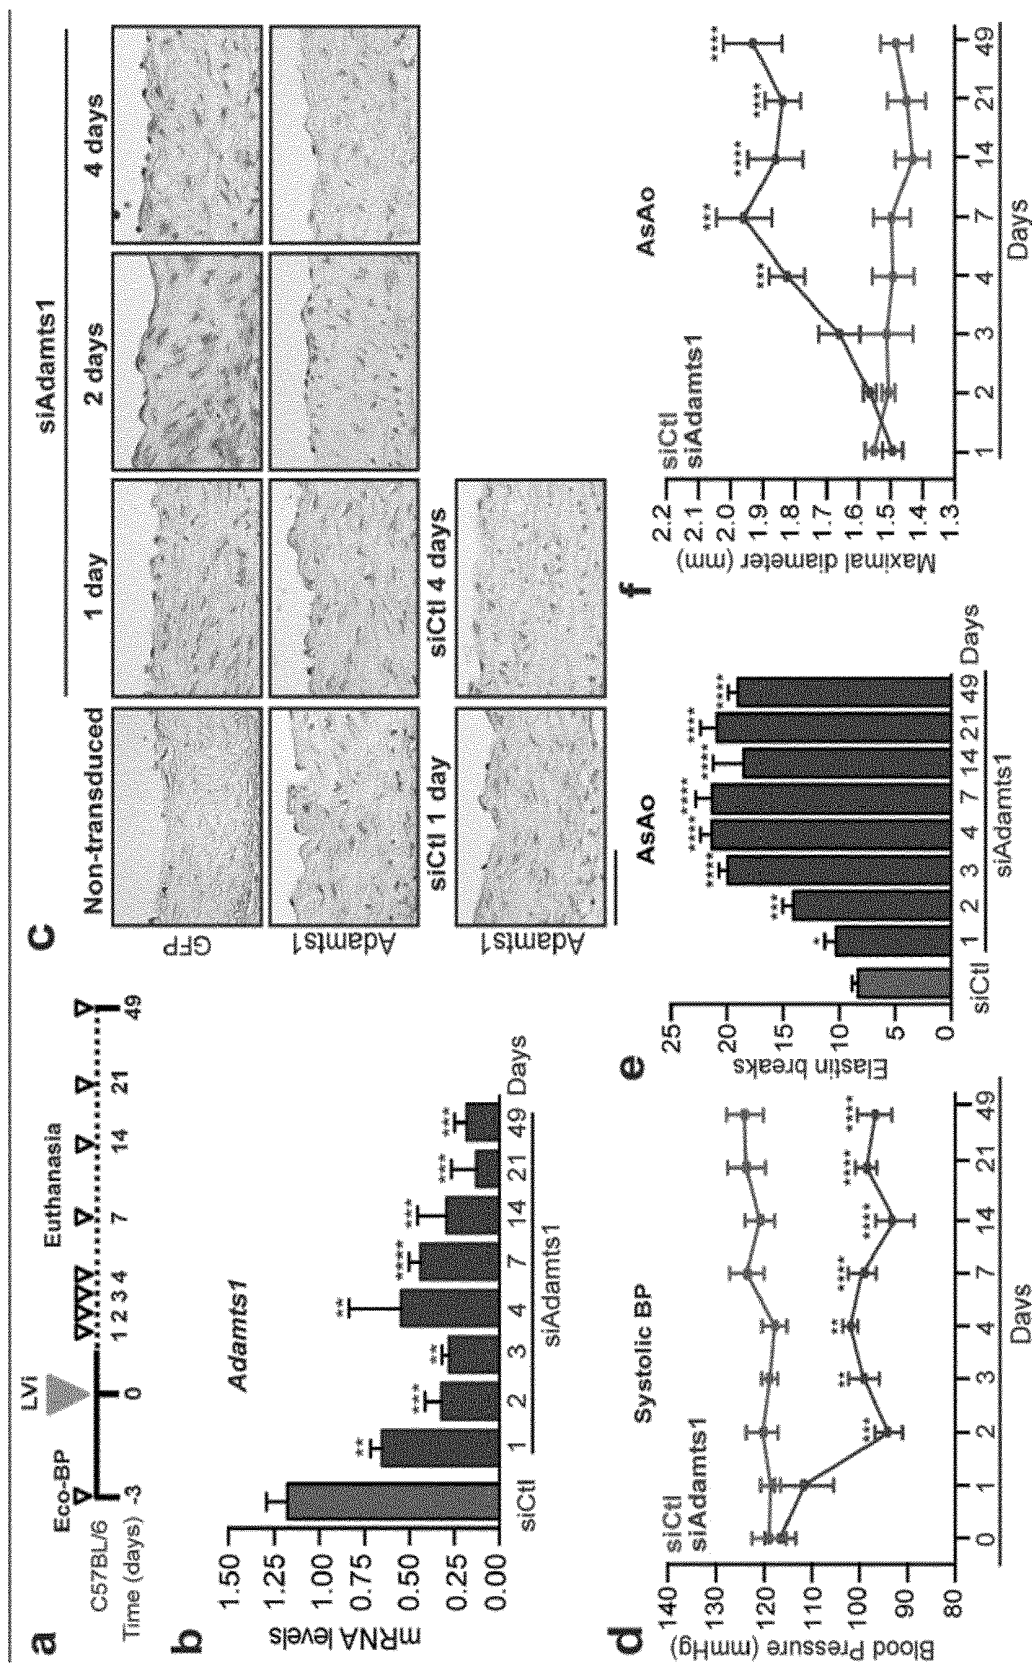 a
Eco-BP
LVi
Euthanasia
C57BL/6
Time (days)
-3 0 1 2 3 4 7 14 21 49
b
Adamts1
mRNA levels
1.50
1.25
1.00
0.75
0.50
0.25
0.00
** *** ** ** **** *** *** ***
siCtl 1 2 3 4 7 14 21 49 Days
siAdamts1
c
siAdamts1
Non-transduced 1 day 2 days 4 days
GFP
Adamts1
siCtl 1 day siCtl 4 days
Adamts1
d
Systolic BP
siCtl
siAdamts1
Blood Pressure (mmHg)
140
130
120
110
100
90
80
*** ** ** **** **** **** ****
0 1 2 3 4 7 14 21 49
Days
e
AsAo
Elastin breaks
25
20
15
10
5
0
* *** **** **** **** **** **** ****
siCtl 1 2 3 4 7 14 21 49 Days
siAdamts1
f
AsAo
siCtl
siAdamts1
Maximal diameter (mm)
2.2
2.1
2.0
1.9
1.8
1.7
1.6
1.5
1.4
1.3
*** *** **** **** ****
1 2 3 4 7 14 21 49
Days